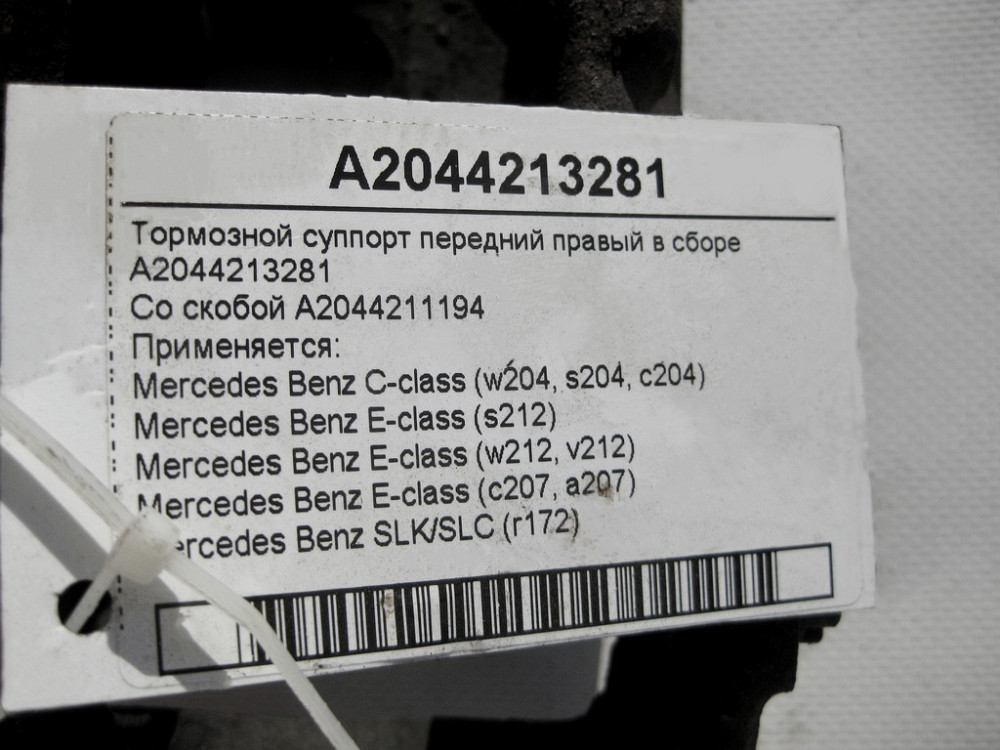 A2044213281
Тормозной суппорт передний правый в сборе
A2044213281
Со скобой A2044211194
Применяется:
Mercedes Benz C-class (w204, s204, c204)
Mercedes Benz E-class (s212)
Mercedes Benz E-class (w212, v212)
Mercedes Benz E-class (c207, a207)
Mercedes Benz SLK/SLC (r172)